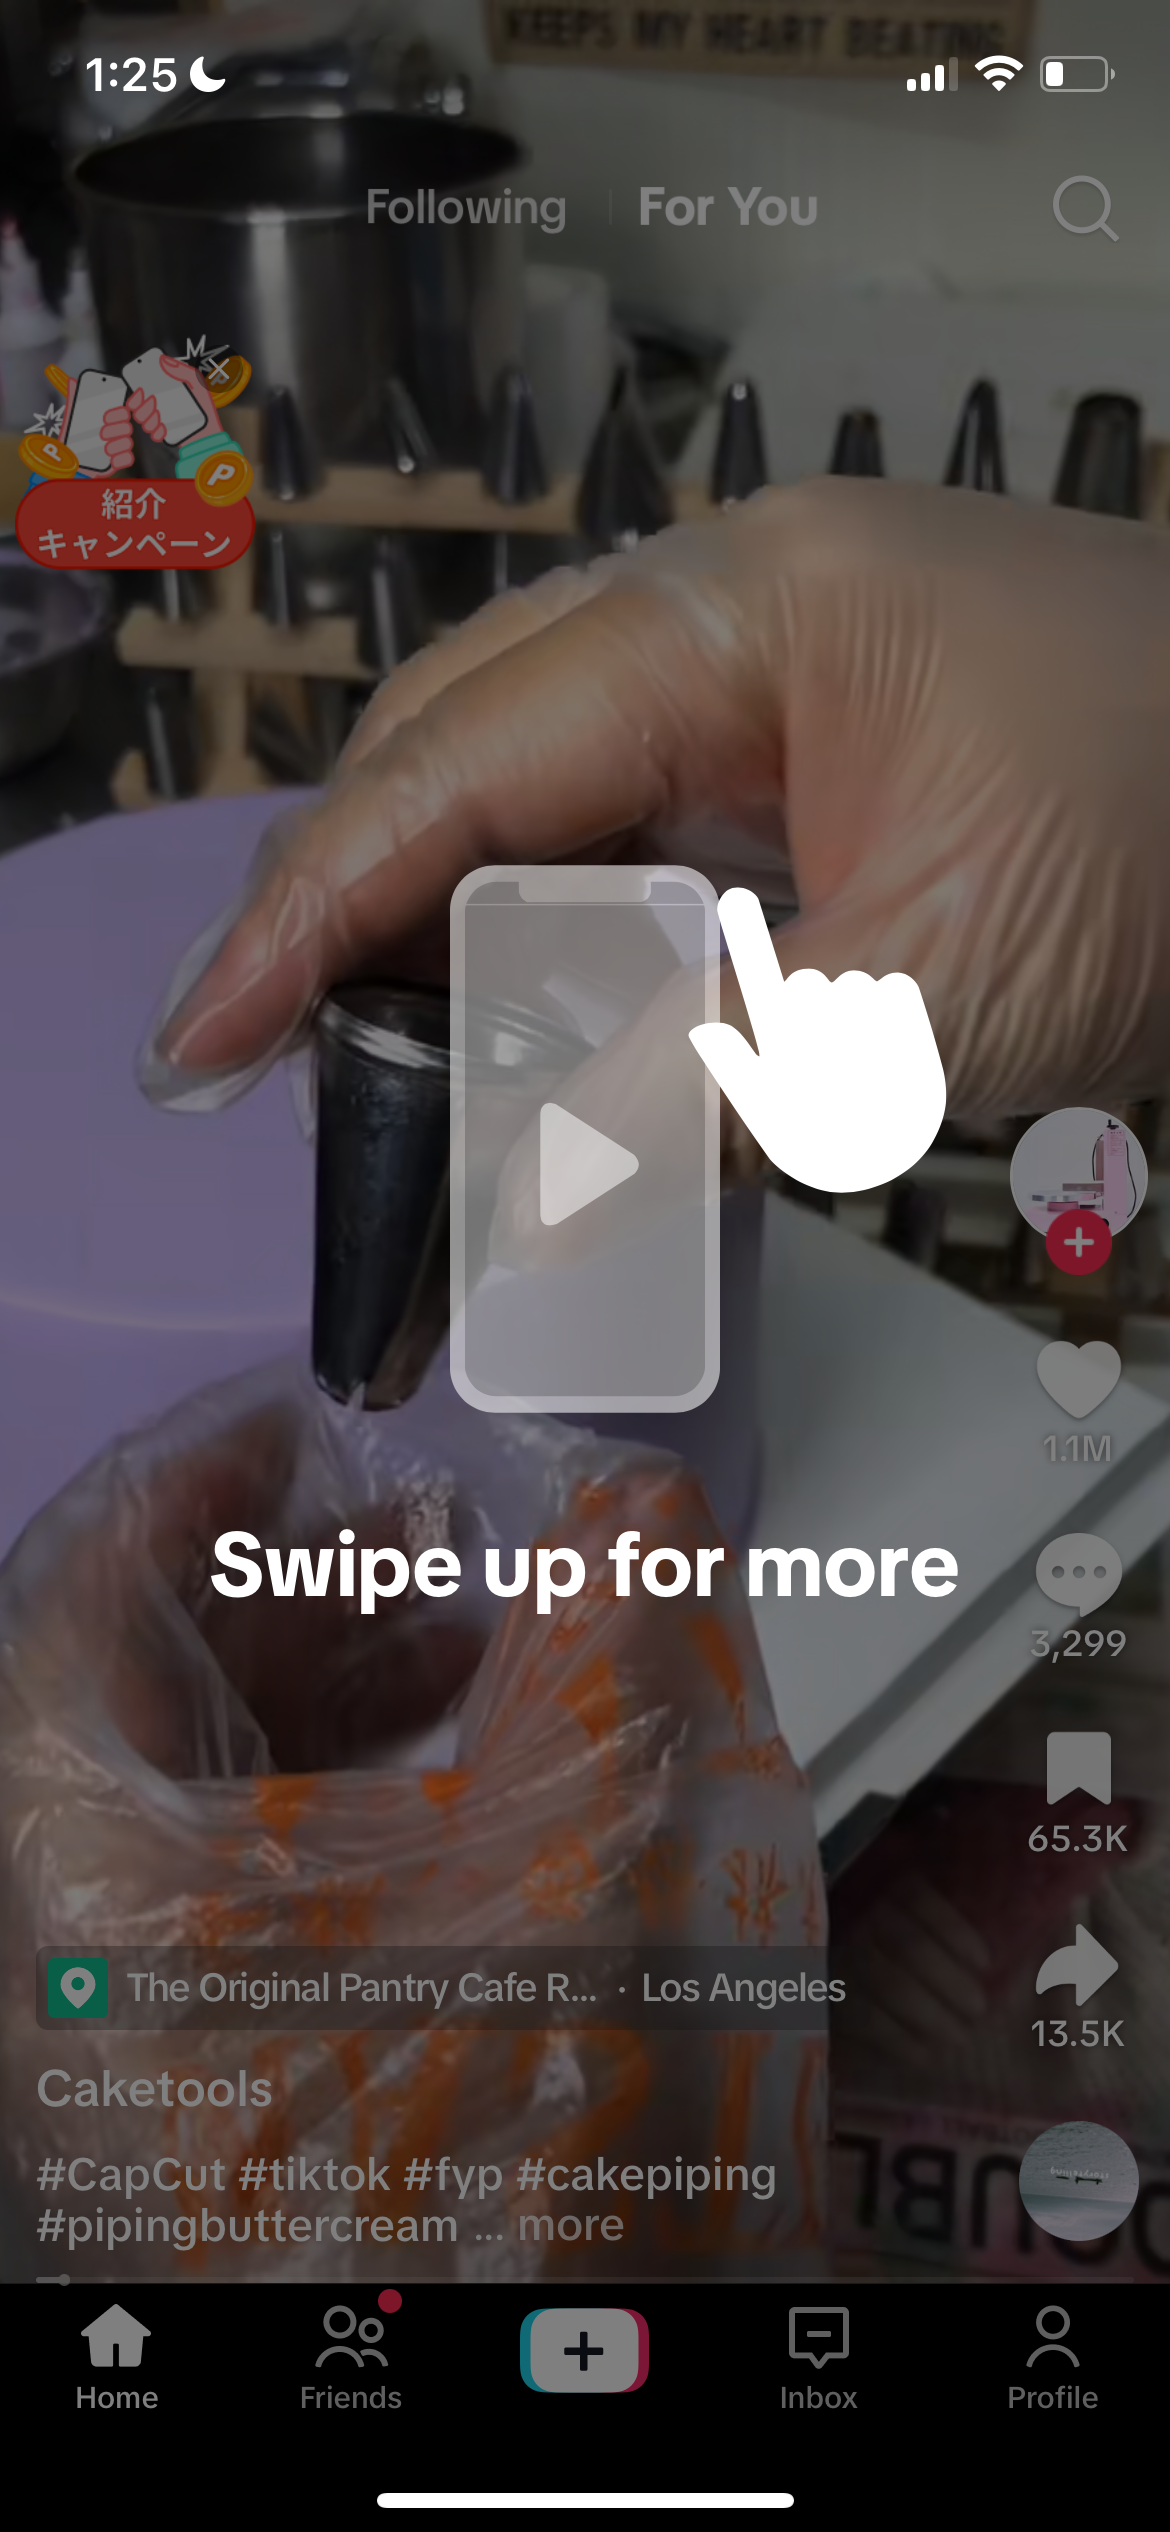 KEEPS MY HEART BEATING
1:25
Following
For You
紹介
キャンペーン
1.1M
Swipe up for more
3,299
65.3K
The Original Pantry Cafe R... · Los Angeles
13.5K
Caketools
#CapCut #tiktok #fyp #cakepiping
#pipingbuttercream ... more
Home
Friends
Inbox
Profile